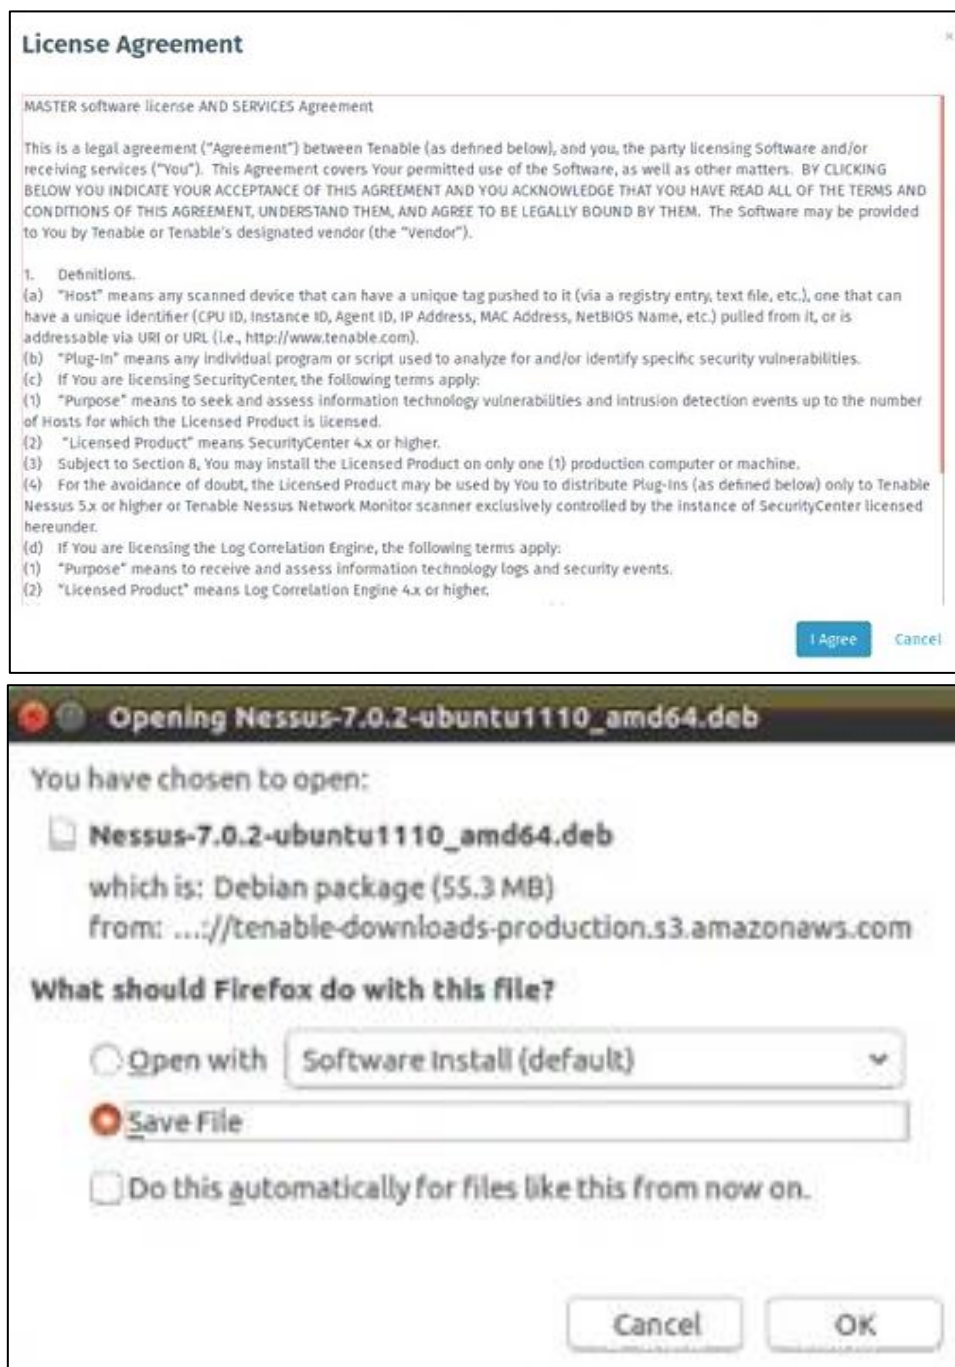 License Agreement
×
MASTER software license AND SERVICES Agreement
This is a legal agreement ("Agreement") between Tenable (as defined below), and you, the party licensing Software and/or
receiving services ("You").  This Agreement covers Your permitted use of the Software, as well as other matters.  BY CLICKING
BELOW YOU INDICATE YOUR ACCEPTANCE OF THIS AGREEMENT AND YOU ACKNOWLEDGE THAT YOU HAVE READ ALL OF THE TERMS AND
CONDITIONS OF THIS AGREEMENT, UNDERSTAND THEM, AND AGREE TO BE LEGALLY BOUND BY THEM.  The Software may be provided
to You by Tenable or Tenable's designated vendor (the "Vendor").
1.    Definitions.
(a)   "Host" means any scanned device that can have a unique tag pushed to it (via a registry entry, text file, etc.), one that can
have a unique identifier (CPU ID, Instance ID, Agent ID, IP Address, MAC Address, NetBIOS Name, etc.) pulled from it, or is
addressable via URI or URL (i.e., http://www.tenable.com).
(b)   "Plug-In" means any individual program or script used to analyze for and/or identify specific security vulnerabilities.
(c)   If You are licensing SecurityCenter, the following terms apply:
(1)   "Purpose" means to seek and assess information technology vulnerabilities and intrusion detection events up to the number
of Hosts for which the Licensed Product is licensed.
(2)    "Licensed Product" means SecurityCenter 4.x or higher.
(3)   Subject to Section 8, You may install the Licensed Product on only one (1) production computer or machine.
(4)   For the avoidance of doubt, the Licensed Product may be used by You to distribute Plug-Ins (as defined below) only to Tenable
Nessus 5.x or higher or Tenable Nessus Network Monitor scanner exclusively controlled by the instance of SecurityCenter licensed
hereunder.
(d)   If You are licensing the Log Correlation Engine, the following terms apply:
(1)   "Purpose" means to receive and assess information technology logs and security events.
(2)   "Licensed Product" means Log Correlation Engine 4.x or higher.
I Agree    Cancel
Opening Nessus-7.0.2-ubuntu1110_amd64.deb
You have chosen to open:
Nessus-7.0.2-ubuntu1110_amd64.deb
which is: Debian package (55.3 MB)
from: ...://tenable-downloads-production.s3.amazonaws.com
What should Firefox do with this file?
Open with    Software Install (default)
Save File
Do this automatically for files like this from now on.
Cancel    OK